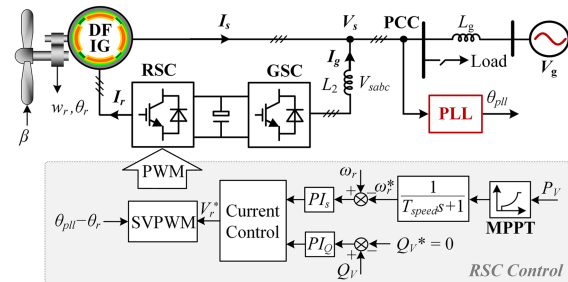 DF
IG
I_s
V_s
PCC
L_g
V_g
Load
I_g
L_2
V_sabc
RSC
GSC
I_r
w_r, θ_r
β
PLL
θ_pll
PWM
θ_pll−θ_r
SVPWM
V_r^*
Current
Control
PI_s
PI_Q
ω_r
+
−
ω_r^*
1
T_speed s+1
MPPT
P_V
+
−
Q_V* = 0
Q_V
RSC Control